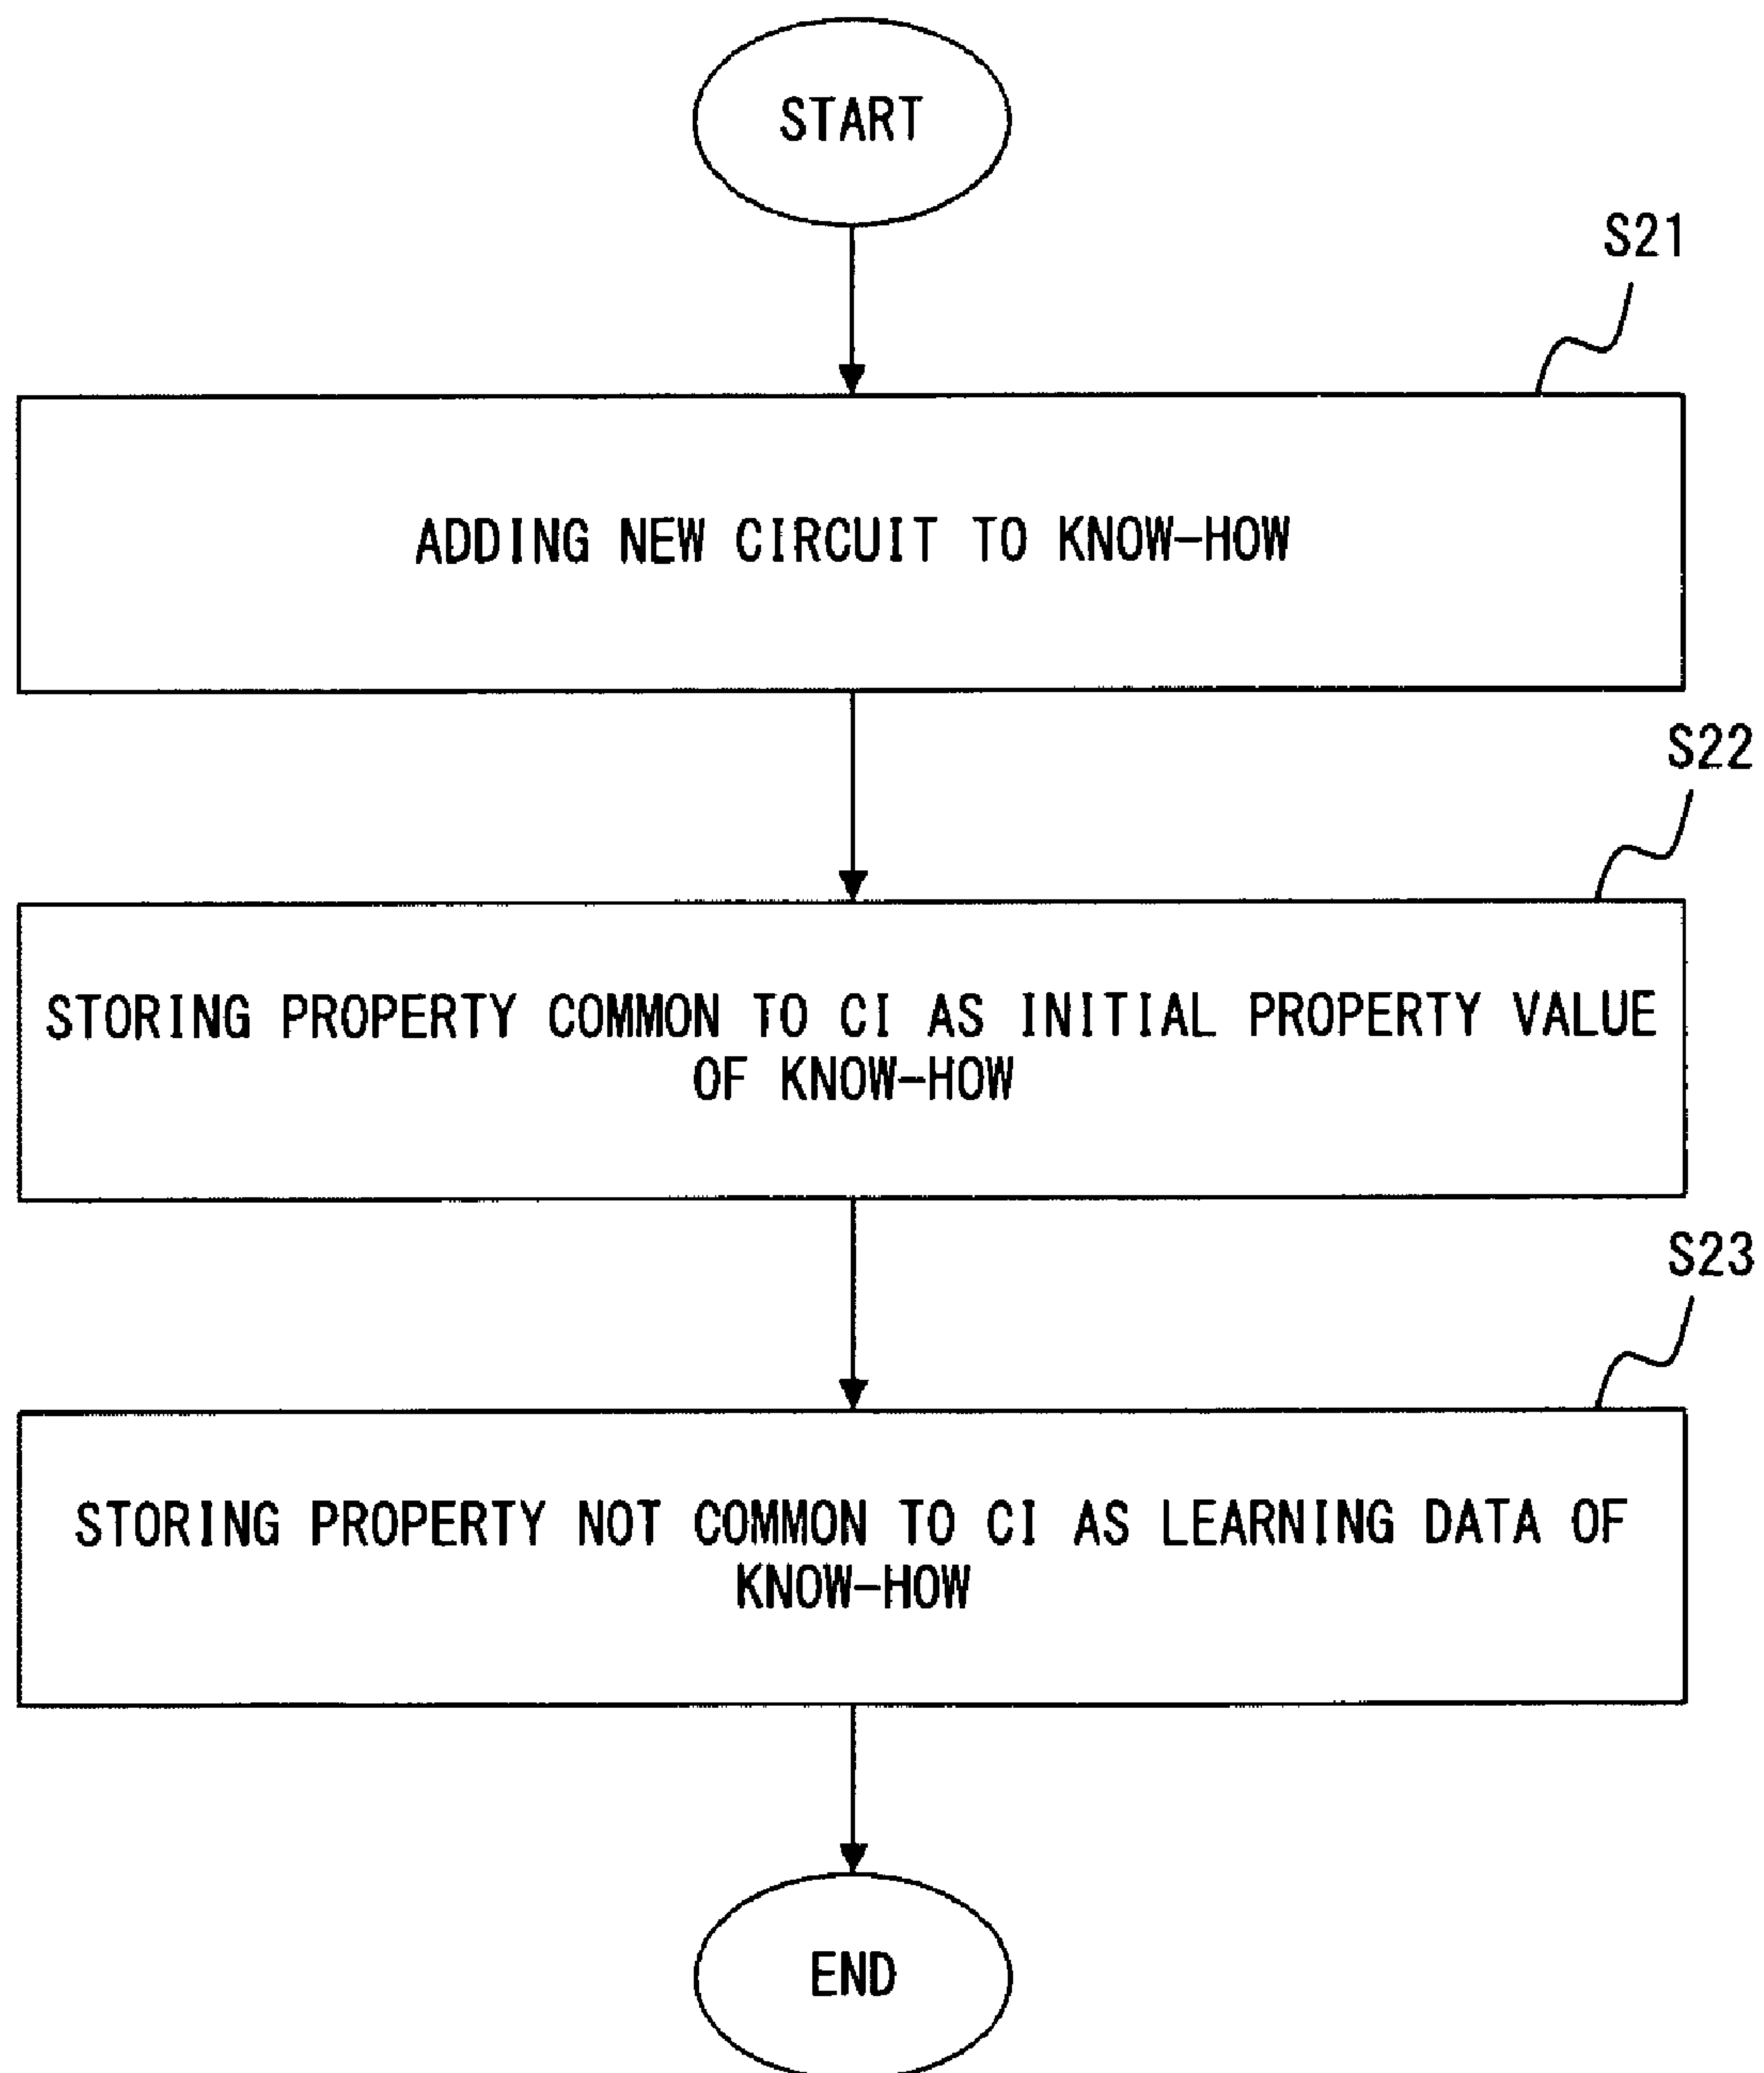 START
S21
ADDING NEW CIRCUIT TO KNOW-HOW
S22
STORING PROPERTY COMMON TO CI AS INITIAL PROPERTY VALUE
OF KNOW-HOW
S23
STORING PROPERTY NOT COMMON TO CI AS LEARNING DATA OF
KNOW-HOW
END